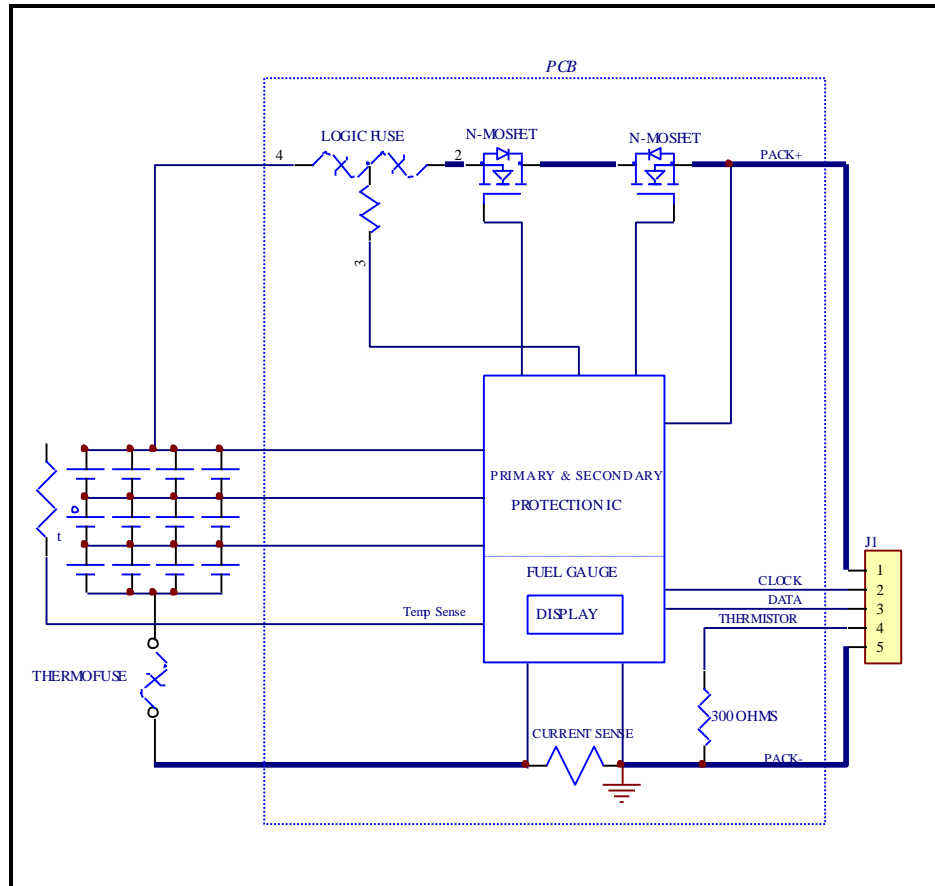 PCB
LOGIC FUSE
N-MOSFET
N-MOSFET
4
2
PACK+
3
PRIMARY & SECONDARY
PROTECTION IC
t
J1
FUEL GAUGE
1
CLOCK
2
DISPLAY
DATA
3
Temp Sense
THERMISTOR
4
5
THERMOFUSE
300 OHMS
CURRENT SENSE
PACK-